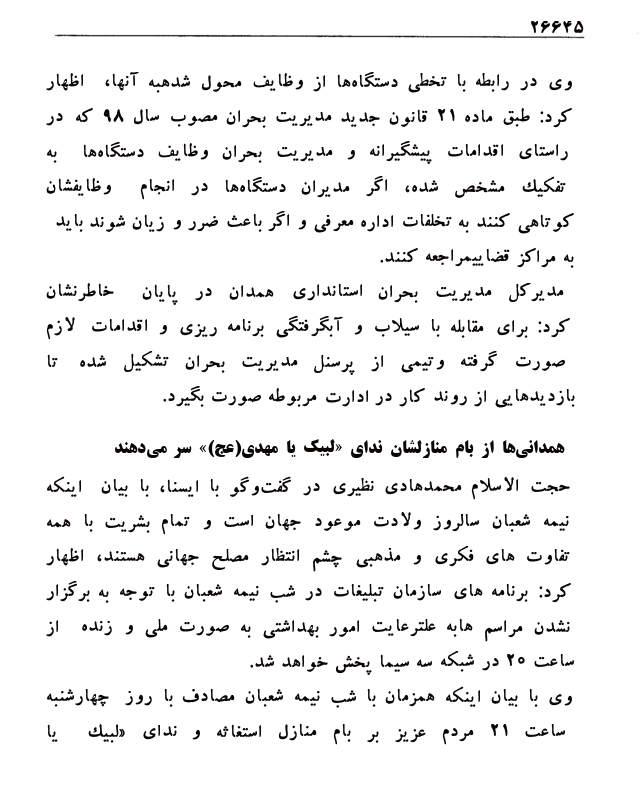 ۲۶۶۴۵
وی در رابطه با تخطی دستگاه‌ها از وظایف محول شدهبه آنها، اظهار
کرد: طبق ماده ۲۱ قانون جدید مدیریت بحران مصوب سال ۹۸ که در
راستای اقدامات پیشگیرانه و مدیریت بحران وظایف دستگاه‌ها به
تفکیك مشخص شده، اگر مدیران دستگاه‌ها در انجام وظایفشان
کوتاهی کنند به تخلفات اداره معرفی و اگر باعث ضرر و زیان شوند باید
به مراکز قضاییمراجعه کنند.
مدیرکل مدیریت بحران استانداری همدان در پایان خاطرنشان
کرد: برای مقابله با سیلاب و آبگرفتگی برنامه ریزی و اقدامات لازم
صورت گرفته وتیمی از پرسنل مدیریت بحران تشکیل شده تا
بازدیدهایی از روند کار در ادارت مربوطه صورت بگیرد.
همدانی‌ها از بام منازلشان ندای «لبیک یا مهدی(عج)» سر می‌دهند
حجت الاسلام محمدهادی نظیری در گفت‌وگو با ایسنا، با بیان اینکه
نیمه شعبان سالروز ولادت موعود جهان است و تمام بشریت با همه
تفاوت های فکری و مذهبی چشم انتظار مصلح جهانی هستند، اظهار
کرد: برنامه های سازمان تبلیغات در شب نیمه شعبان با توجه به برگزار
نشدن مراسم هابه علترعایت امور بهداشتی به صورت ملی و زنده از
ساعت ۲۰ در شبکه سه سیما پخش خواهد شد.
وی با بیان اینکه همزمان با شب نیمه شعبان مصادف با روز چهارشنبه
ساعت ۲۱ مردم عزیز بر بام منازل استغاثه و ندای «لبیك یا